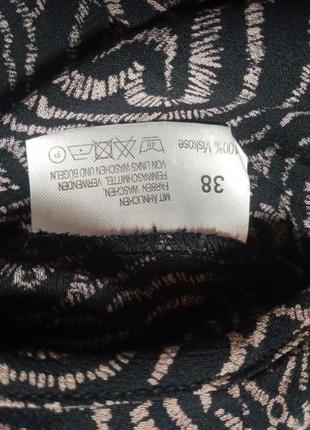 100% Viskose
38
P
MIT ÄHNLICHEN
FARBEN WASCHEN
FEINWASCHMITTEL VERWENDEN
VON LINKS WASCHEN UND BÜGELN